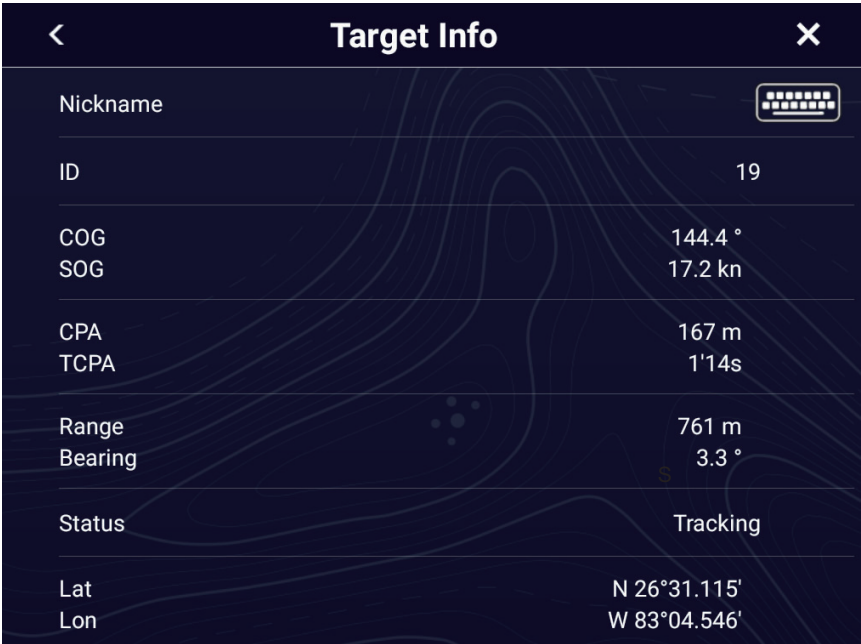 Target Info
Nickname
ID 19
COG 144.4 °
SOG 17.2 kn
CPA 167 m
TCPA 1'14s
Range 761 m
Bearing 3.3 °
S
Status Tracking
Lat N 26°31.115'
Lon W 83°04.546'